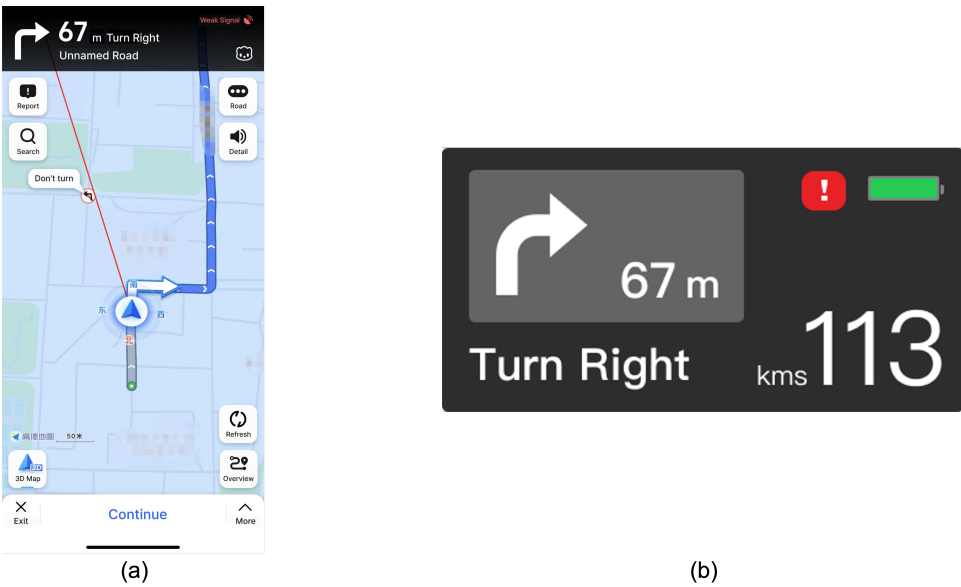 Weak Signal
67 m Turn Right
Unnamed Road
Report
Road
Search
Detail
Don't turn
南
东
西
北
Refresh
高德地圖
50米
3D
3D Map
Overview
Exit
Continue
More
(a)
!
67 m
Turn Right
kms 113
(b)